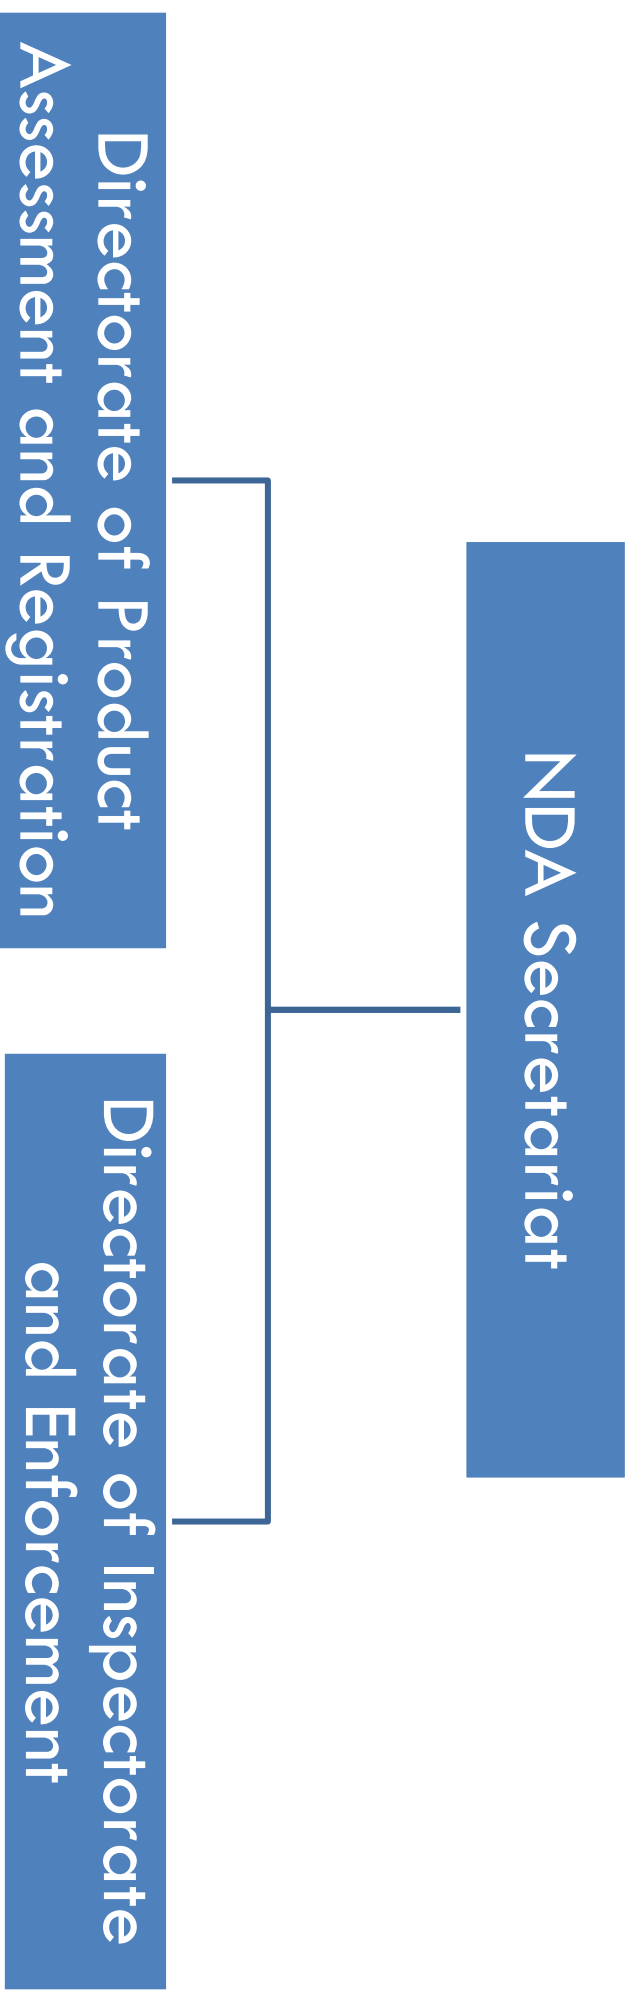 NDA Secretariat
Directorate of Product
Assessment and Registration
Directorate of Inspectorate
and Enforcement